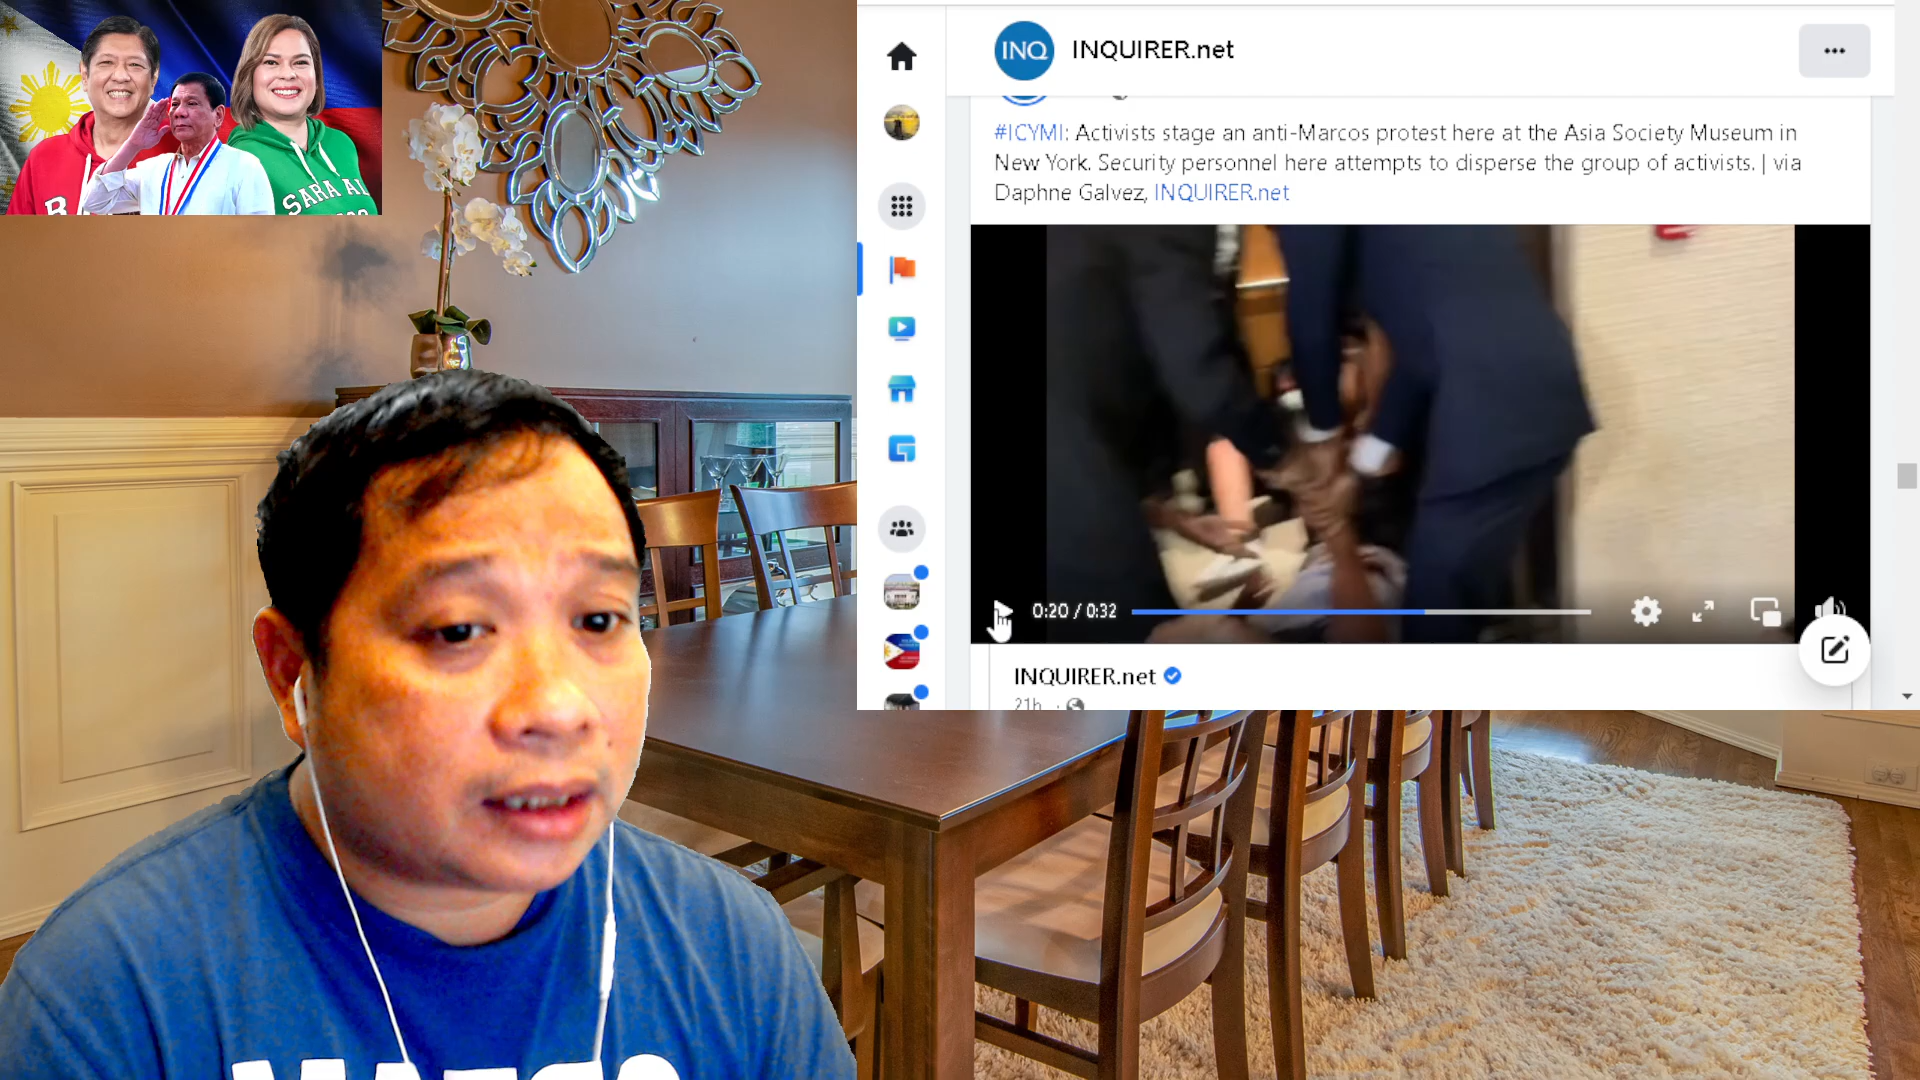 INQ INQUIRER.net
#ICYMI: Activists stage an anti-Marcos protest here at the Asia Society Museum in
New York. Security personnel here attempts to disperse the group of activists. | via
Daphne Galvez, INQUIRER.net
SARA
0:20 / 0:32
INQUIRER.net
21h